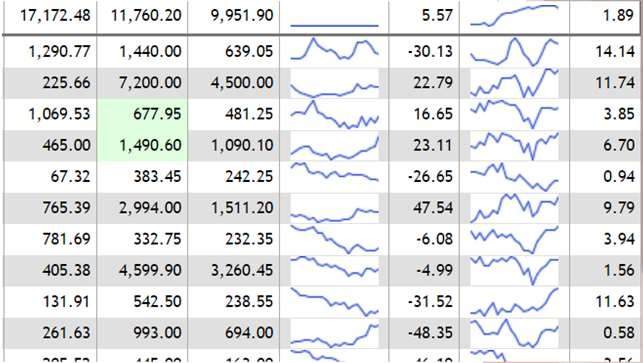 17,172.48 11,760.20 9,951.90 5.57 1.89
1,290.77 1,440.00 639.05 -30.13 14.14
225.66 7,200.00 4,500.00 22.79 11.74
1,069.53 677.95 481.25 16.65 3.85
465.00 1,490.60 1,090.10 23.11 6.70
67.32 383.45 242.25 -26.65 0.94
765.39 2,994.00 1,511.20 47.54 9.79
781.69 332.75 232.35 -6.08 3.94
405.38 4,599.90 3,260.45 -4.99 1.56
131.91 542.50 238.55 -31.52 11.63
261.63 993.00 694.00 -48.35 0.58